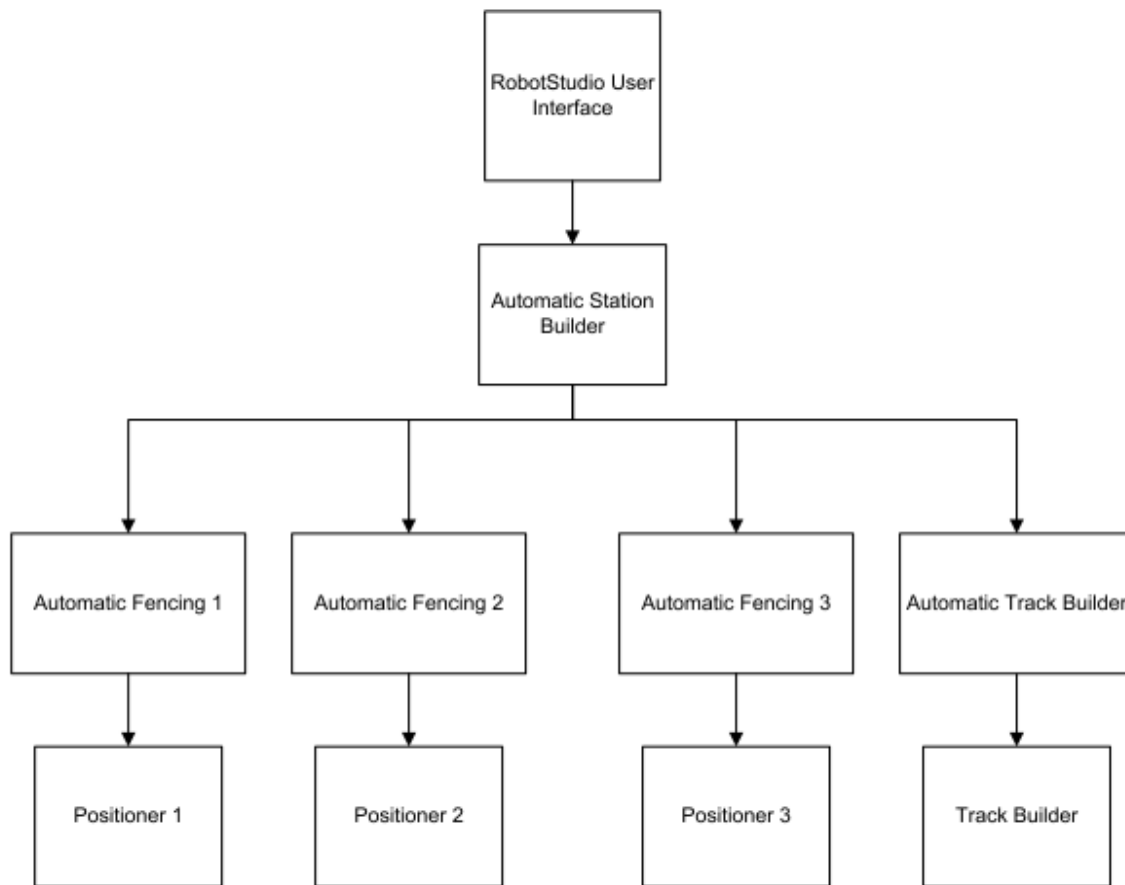 RobotStudio User
Interface
Automatic Station
Builder
Automatic Fencing 1
Automatic Fencing 2
Automatic Fencing 3
Automatic Track Builder
Positioner 1
Positioner 2
Positioner 3
Track Builder